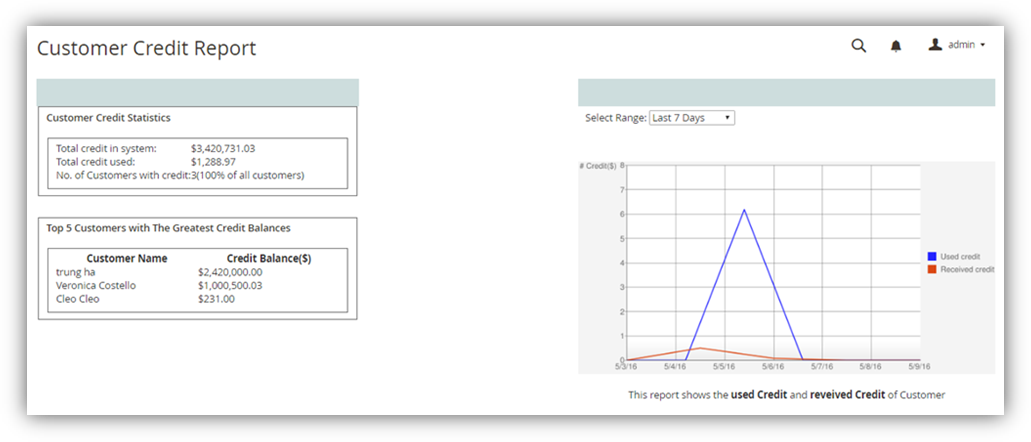 Customer Credit Report
admin
Customer Credit Statistics
Total credit in system: $3,420,731.03
Total credit used: $1,288.97
No. of Customers with credit:3(100% of all customers)
Top 5 Customers with The Greatest Credit Balances
Customer Name Credit Balance($)
trung ha $2,420,000.00
Veronica Costello $1,000,500.03
Cleo Cleo $231.00
Select Range: Last 7 Days
# Credit($) 8
7
6
5
4
3
2
1
0
5/3/16 5/4/16 5/5/16 5/6/16 5/7/16 5/8/16 5/9/16
Used credit
Received credit
This report shows the used Credit and reveived Credit of Customer